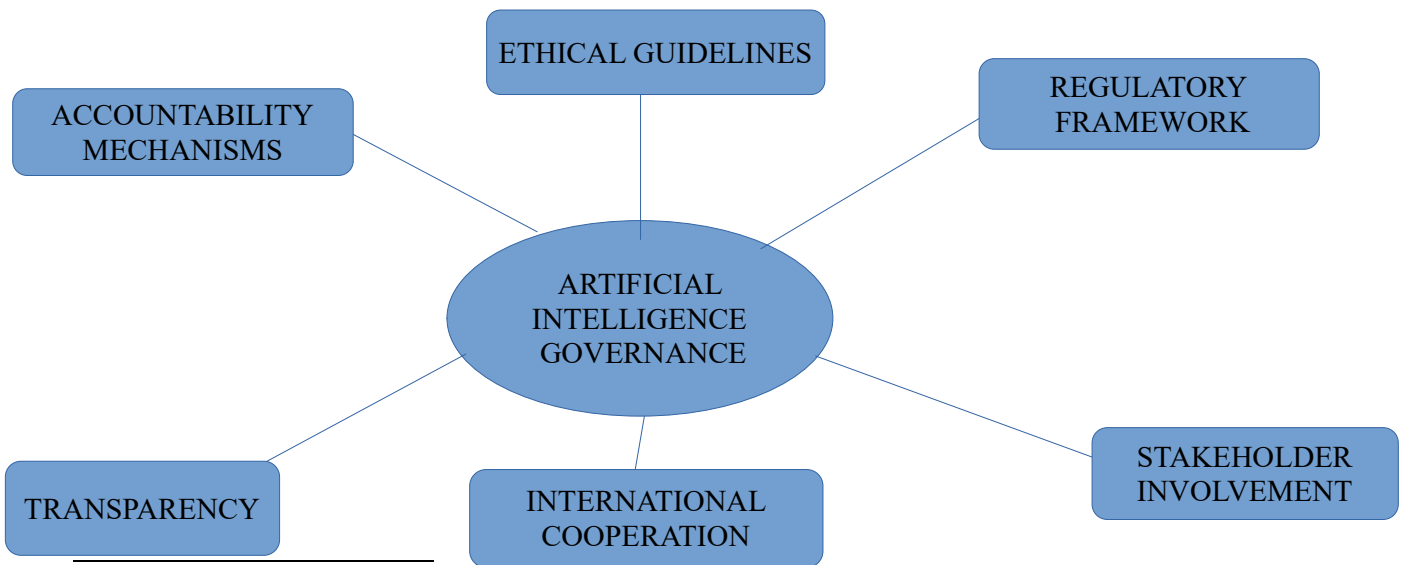 ETHICAL GUIDELINES
REGULATORY
FRAMEWORK
ACCOUNTABILITY
MECHANISMS
ARTIFICIAL
INTELLIGENCE
GOVERNANCE
STAKEHOLDER
INVOLVEMENT
TRANSPARENCY
INTERNATIONAL
COOPERATION